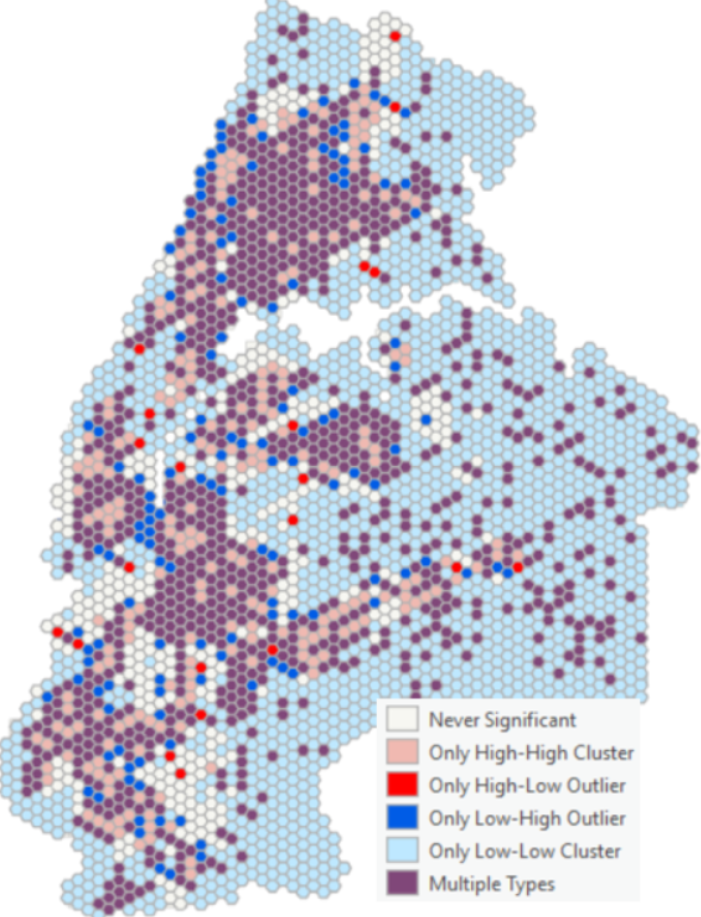 Never Significant
Only High-High Cluster
Only High-Low Outlier
Only Low-High Outlier
Only Low-Low Cluster
Multiple Types